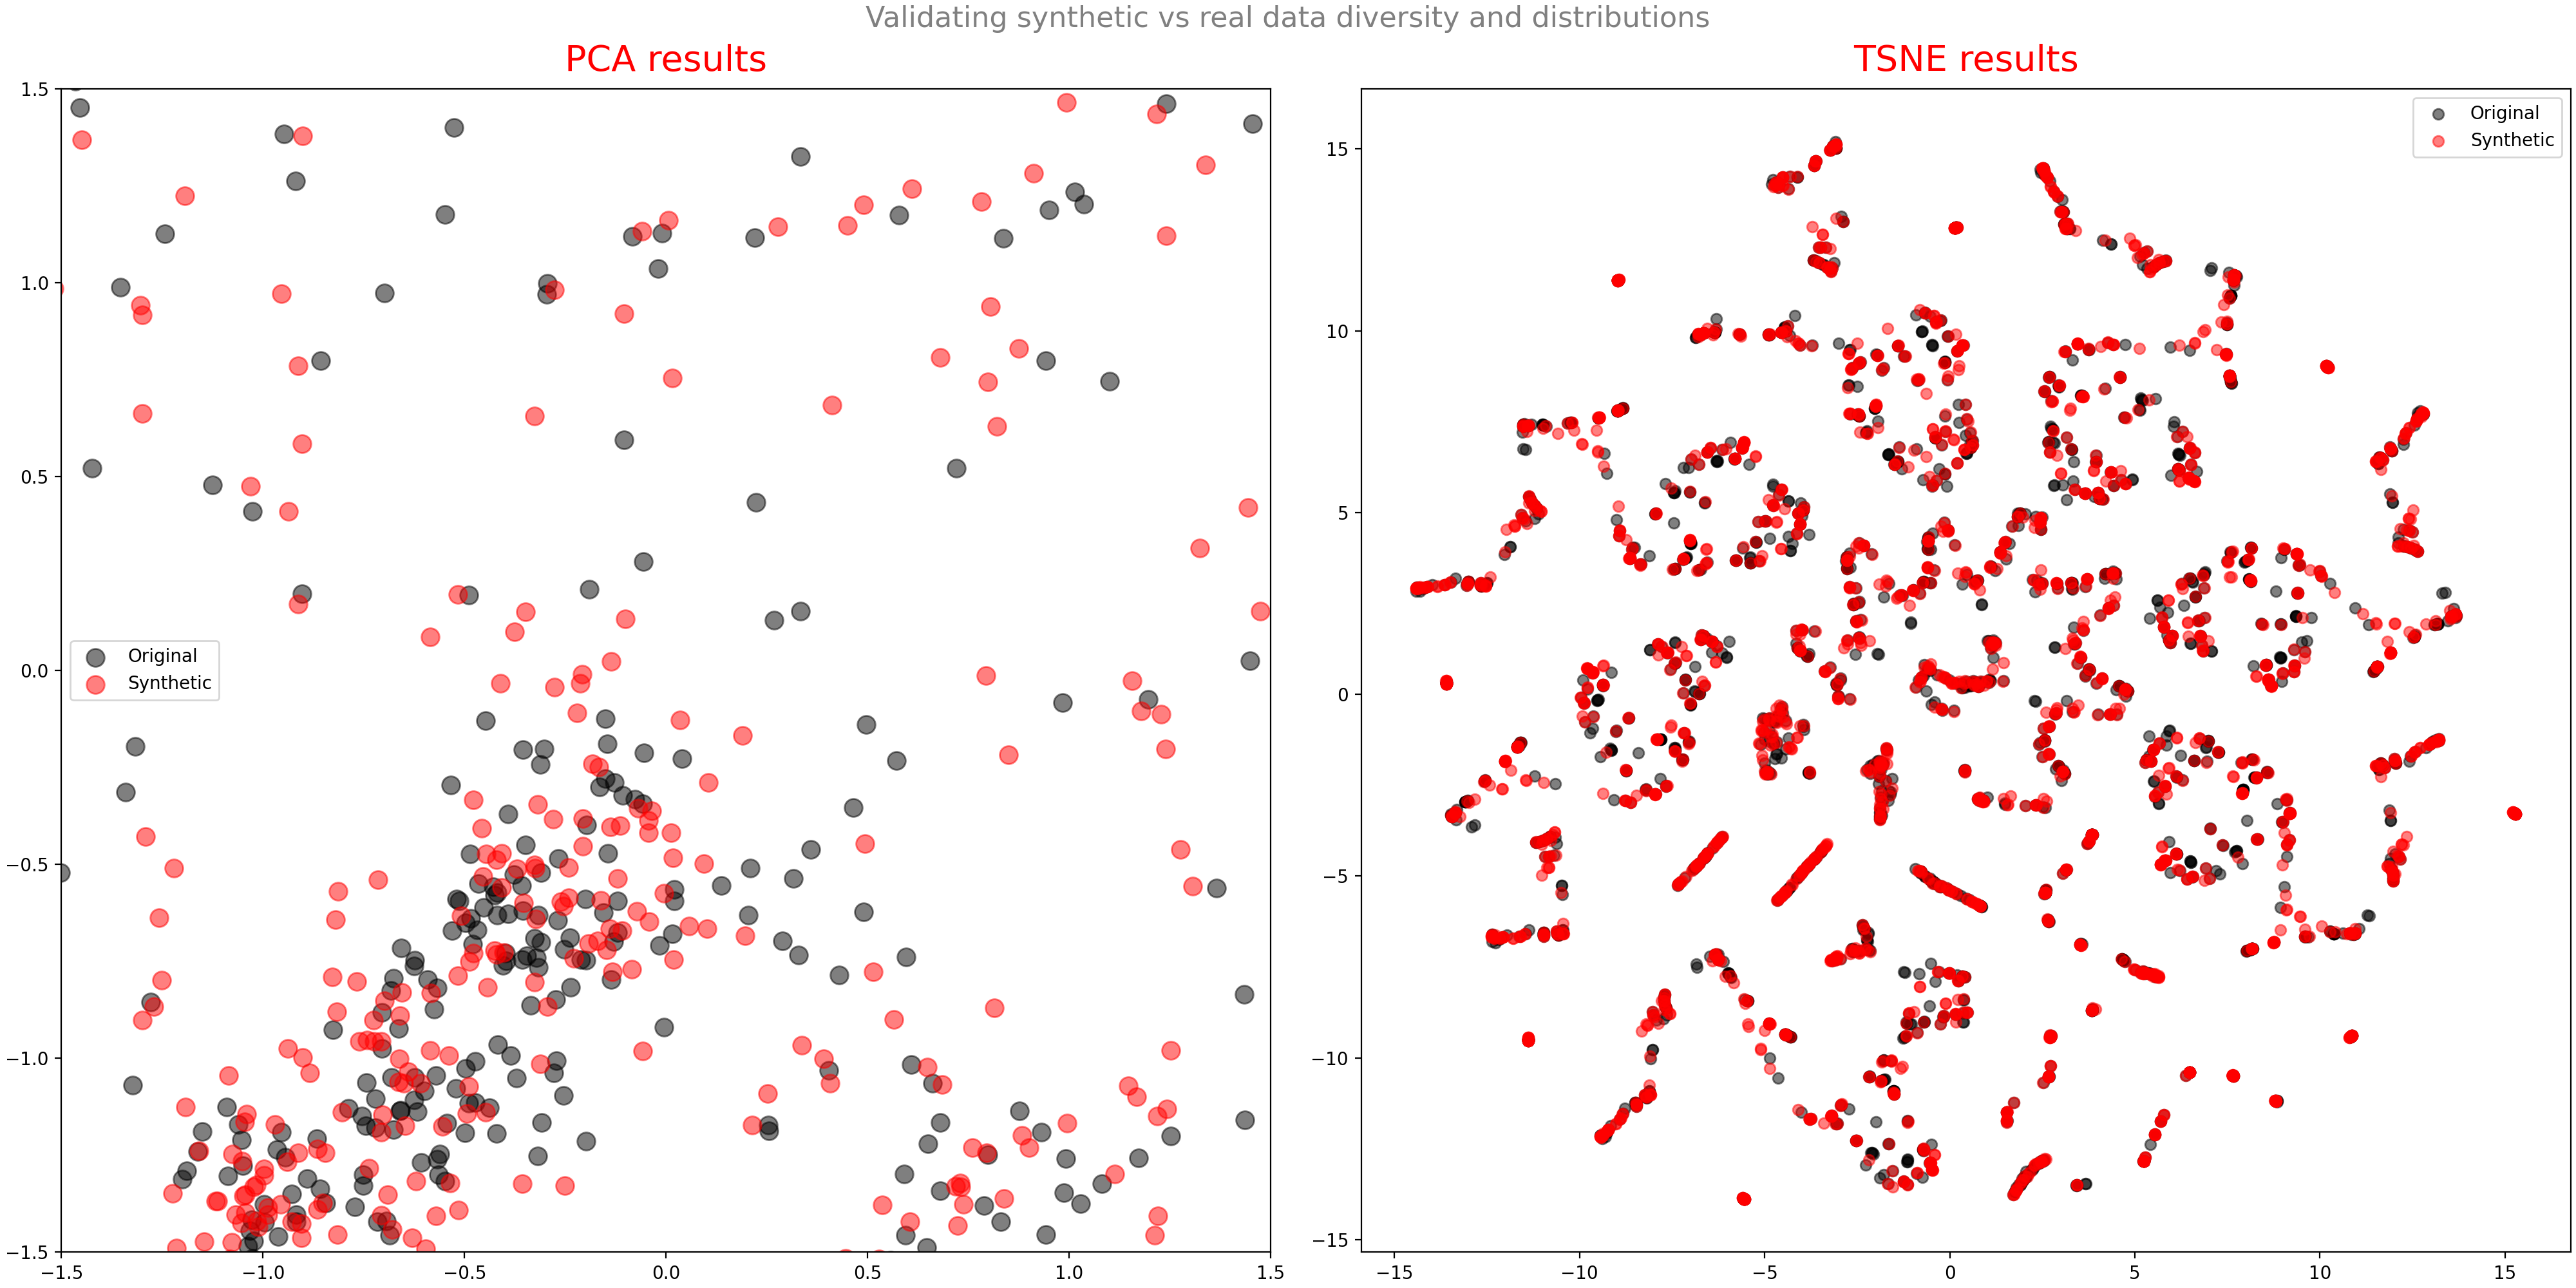 Validating synthetic vs real data diversity and distributions
PCA results
1.5
1.0
0.5
0.0
−0.5
−1.0
−1.5
Original
Synthetic
−1.5 −1.0 −0.5 0.0 0.5 1.0 1.5
TSNE results
15
10
5
0
−5
−10
−15
Original
Synthetic
−15 −10 −5 0 5 10 15